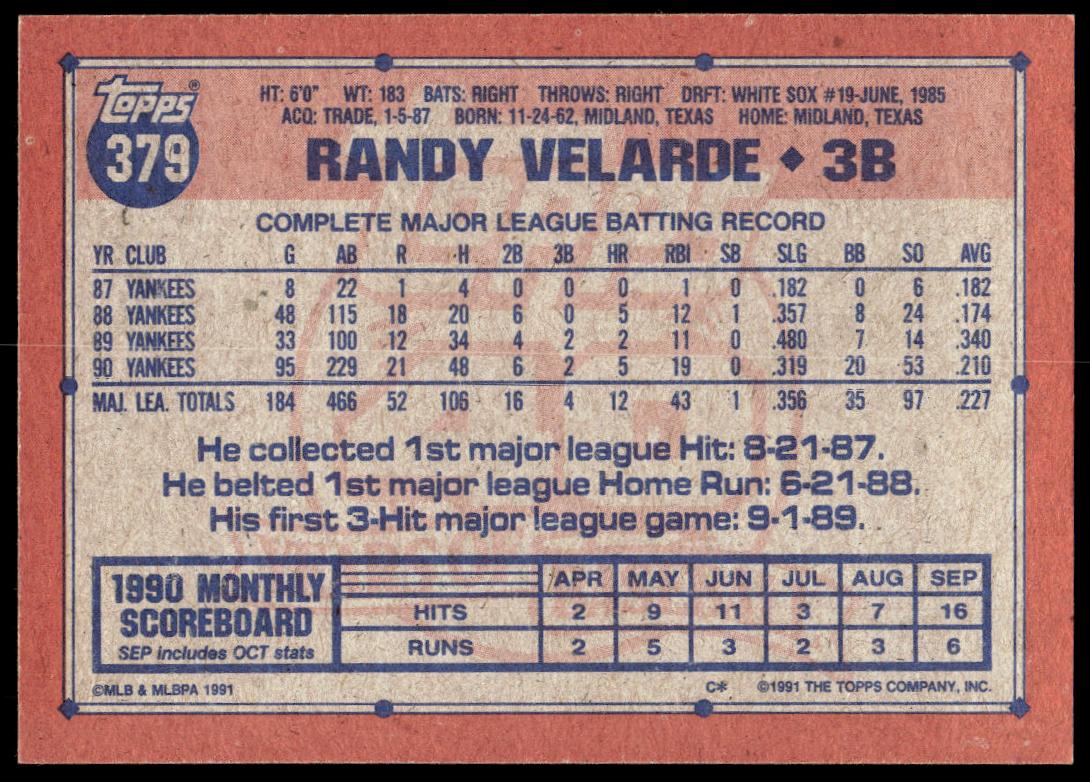 topps®
379
HT: 6'0" WT: 183 BATS: RIGHT THROWS: RIGHT DRFT: WHITE SOX #19-JUNE, 1985
ACQ: TRADE, 1-5-87 BORN: 11-24-62, MIDLAND, TEXAS HOME: MIDLAND, TEXAS
RANDY VELARDE ◆ 3B
COMPLETE MAJOR LEAGUE BATTING RECORD
YR CLUB G AB R H 2B 3B HR RBI SB SLG BB SO AVG
87 YANKEES 8 22 1 4 0 0 0 1 0 .182 0 6 .182
88 YANKEES 48 115 18 20 6 0 5 12 1 .357 8 24 .174
89 YANKEES 33 100 12 34 4 2 2 11 0 .480 7 14 .340
90 YANKEES 95 229 21 48 6 2 5 19 0 .319 20 53 .210
MAJ. LEA. TOTALS 184 466 52 106 16 4 12 43 1 .356 35 97 .227
He collected 1st major league Hit: 8-21-87.
He belted 1st major league Home Run: 6-21-88.
His first 3-Hit major league game: 9-1-89.
1990 MONTHLY
SCOREBOARD
SEP includes OCT stats
APR MAY JUN JUL AUG SEP
HITS 2 9 11 3 7 16
RUNS 2 5 3 2 3 6
©MLB & MLBPA 1991 C* ©1991 THE TOPPS COMPANY, INC.